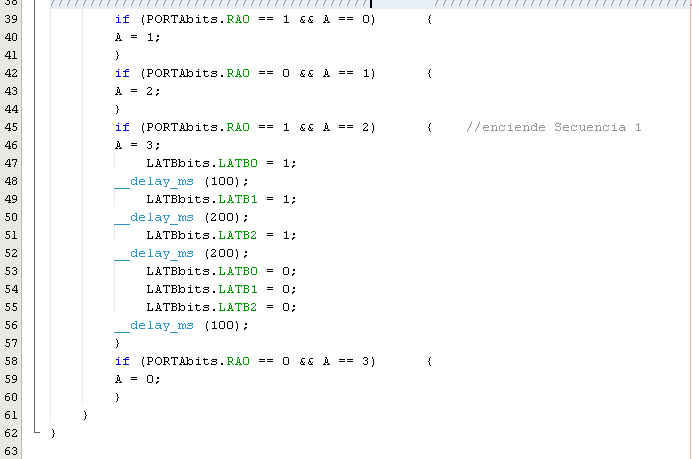 38 //////////////////////////////////////// ////////////////////////////////
39 if (PORTAbits.RA0 == 1 && A == 0) {
40 A = 1;
41 }
42 if (PORTAbits.RA0 == 0 && A == 1) {
43 A = 2;
44 }
45 if (PORTAbits.RA0 == 1 && A == 2) { //enciende Secuencia 1
46 A = 3;
47 LATBbits.LATB0 = 1;
48 __delay_ms (100);
49 LATBbits.LATB1 = 1;
50 __delay_ms (200);
51 LATBbits.LATB2 = 1;
52 __delay_ms (200);
53 LATBbits.LATB0 = 0;
54 LATBbits.LATB1 = 0;
55 LATBbits.LATB2 = 0;
56 __delay_ms (100);
57 }
58 if (PORTAbits.RA0 == 0 && A == 3) {
59 A = 0;
60 }
61 }
62 }
63